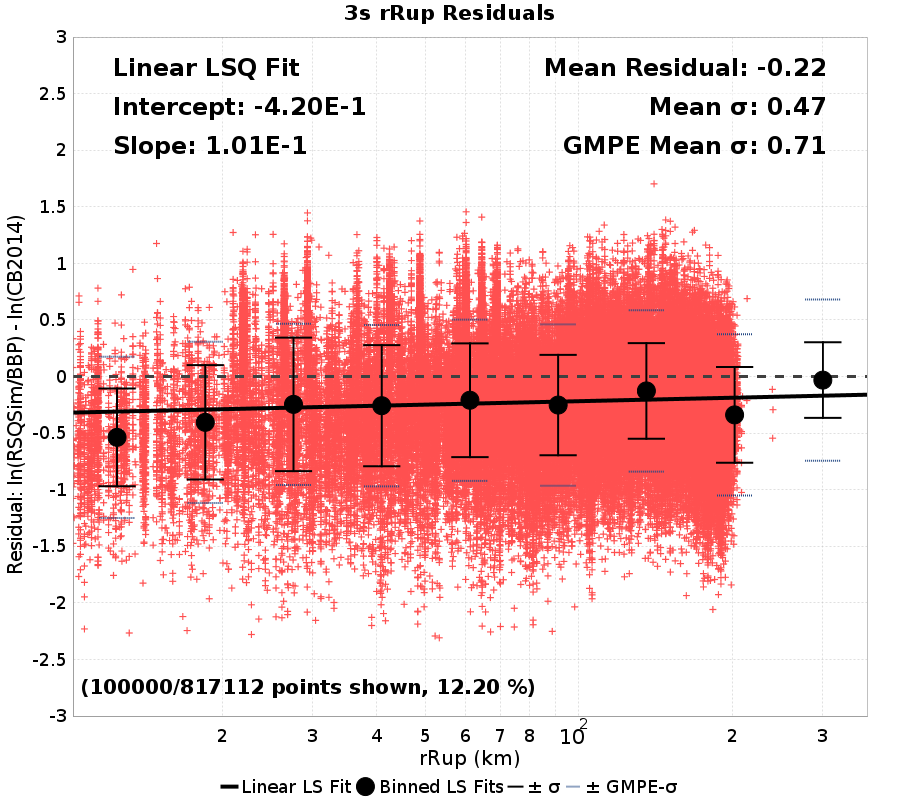 3s rRup Residuals
Linear LSQ Fit
Intercept: -4.20E-1
Slope: 1.01E-1
Mean Residual: -0.22
Mean σ: 0.47
GMPE Mean σ: 0.71
Residual: ln(RSQSim/BBP) - ln(CB2014)
3
2.5
2
1.5
1
0.5
0
-0.5
-1
-1.5
-2
-2.5
-3
(100000/817112 points shown, 12.20 %)
2 3 4 5 6 7 8 10² 2 3
rRup (km)
Linear LS Fit Binned LS Fits ± σ ± GMPE-σ